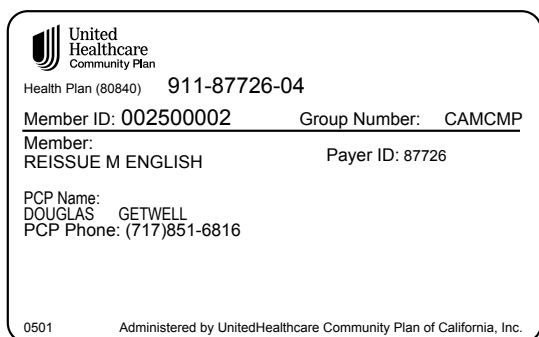 United
Healthcare
Community Plan
Health Plan (80840) 911-87726-04
Member ID: 002500002 Group Number: CAMCMP
Member:
REISSUE M ENGLISH Payer ID: 87726
PCP Name:
DOUGLAS GETWELL
PCP Phone: (717)851-6816
0501 Administered by UnitedHealthcare Community Plan of California, Inc.